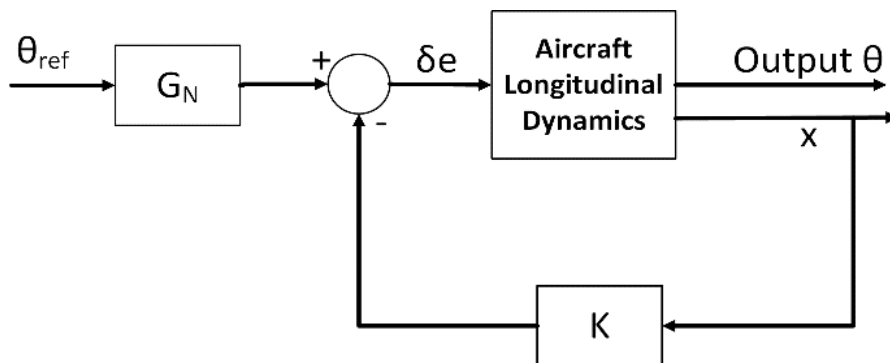 θref
GN
+
-
δe
Aircraft
Longitudinal
Dynamics
Output θ
x
K